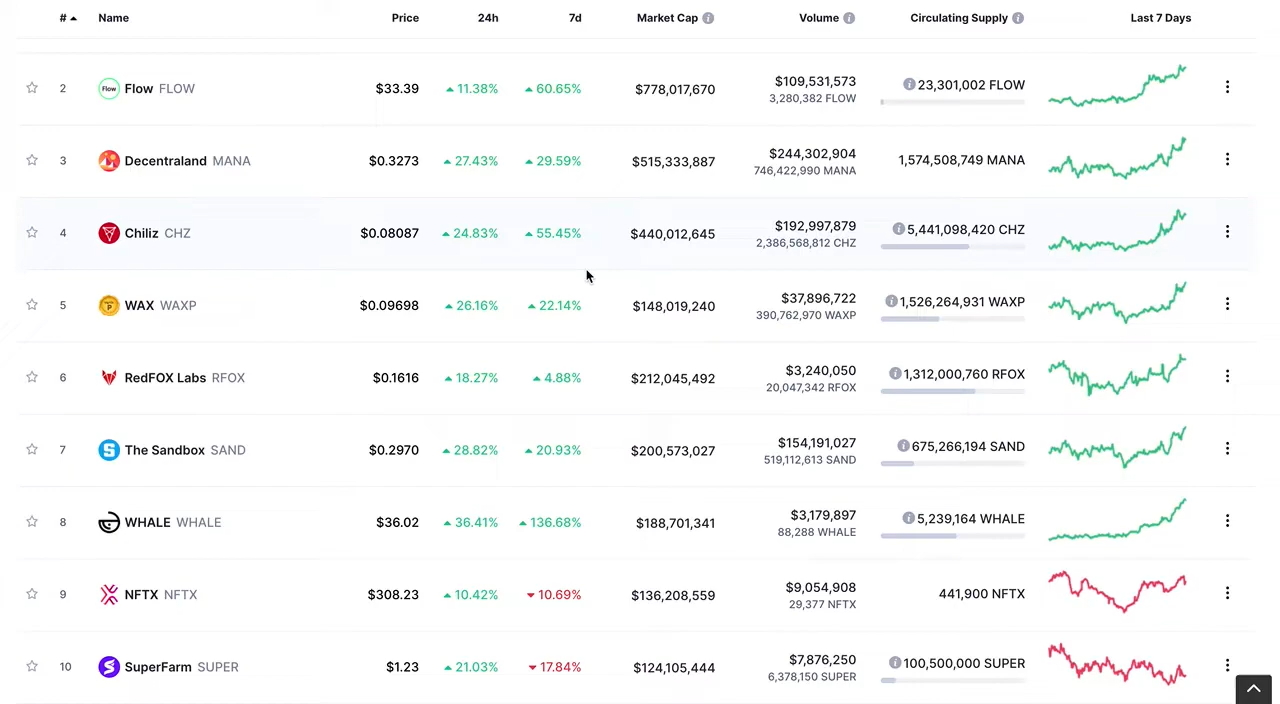 # Name Price 24h 7d Market Cap Volume Circulating Supply Last 7 Days
2 Flow Flow FLOW $33.39 11.38% 60.65% $778,017,670 $109,531,573 23,301,002 FLOW
3,280,382 FLOW
3 Decentraland MANA $0.3273 27.43% 29.59% $515,333,887 $244,302,904 1,574,508,749 MANA
746,422,990 MANA
4 Chiliz CHZ $0.08087 24.83% 55.45% $440,012,645 $192,997,879 5,441,098,420 CHZ
2,386,568,812 CHZ
5 WAX WAXP $0.09698 26.16% 22.14% $148,019,240 $37,896,722 1,526,264,931 WAXP
390,762,970 WAXP
6 RedFOX Labs RFOX $0.1616 18.27% 4.88% $212,045,492 $3,240,050 1,312,000,760 RFOX
20,047,342 RFOX
7 The Sandbox SAND $0.2970 28.82% 20.93% $200,573,027 $154,191,027 675,266,194 SAND
519,112,613 SAND
8 WHALE WHALE $36.02 36.41% 136.68% $188,701,341 $3,179,897 5,239,164 WHALE
88,288 WHALE
9 NFTX NFTX $308.23 10.42% 10.69% $136,208,559 $9,054,908 441,900 NFTX
29,377 NFTX
10 SuperFarm SUPER $1.23 21.03% 17.84% $124,105,444 $7,876,250 100,500,000 SUPER
6,378,150 SUPER